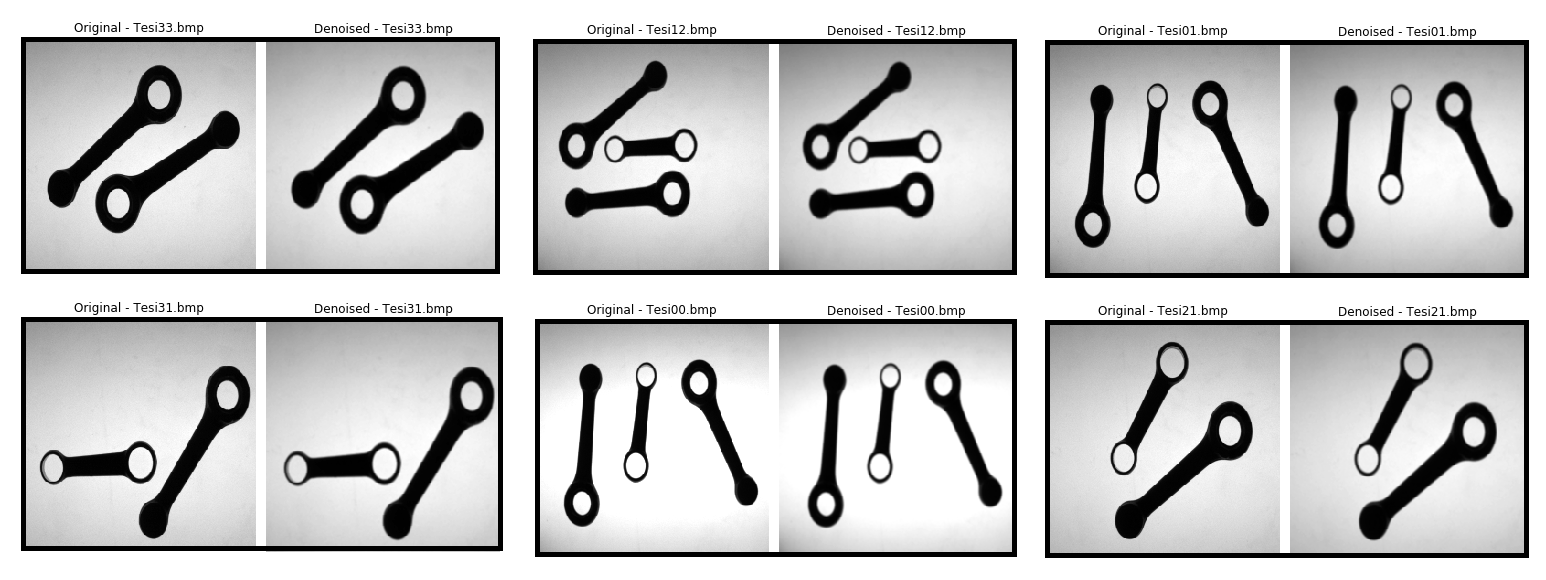 Original - Tesi33.bmp
Denoised - Tesi33.bmp
Original - Tesi12.bmp
Denoised - Tesi12.bmp
Original - Tesi01.bmp
Denoised - Tesi01.bmp
Original - Tesi31.bmp
Denoised - Tesi31.bmp
Original - Tesi00.bmp
Denoised - Tesi00.bmp
Original - Tesi21.bmp
Denoised - Tesi21.bmp